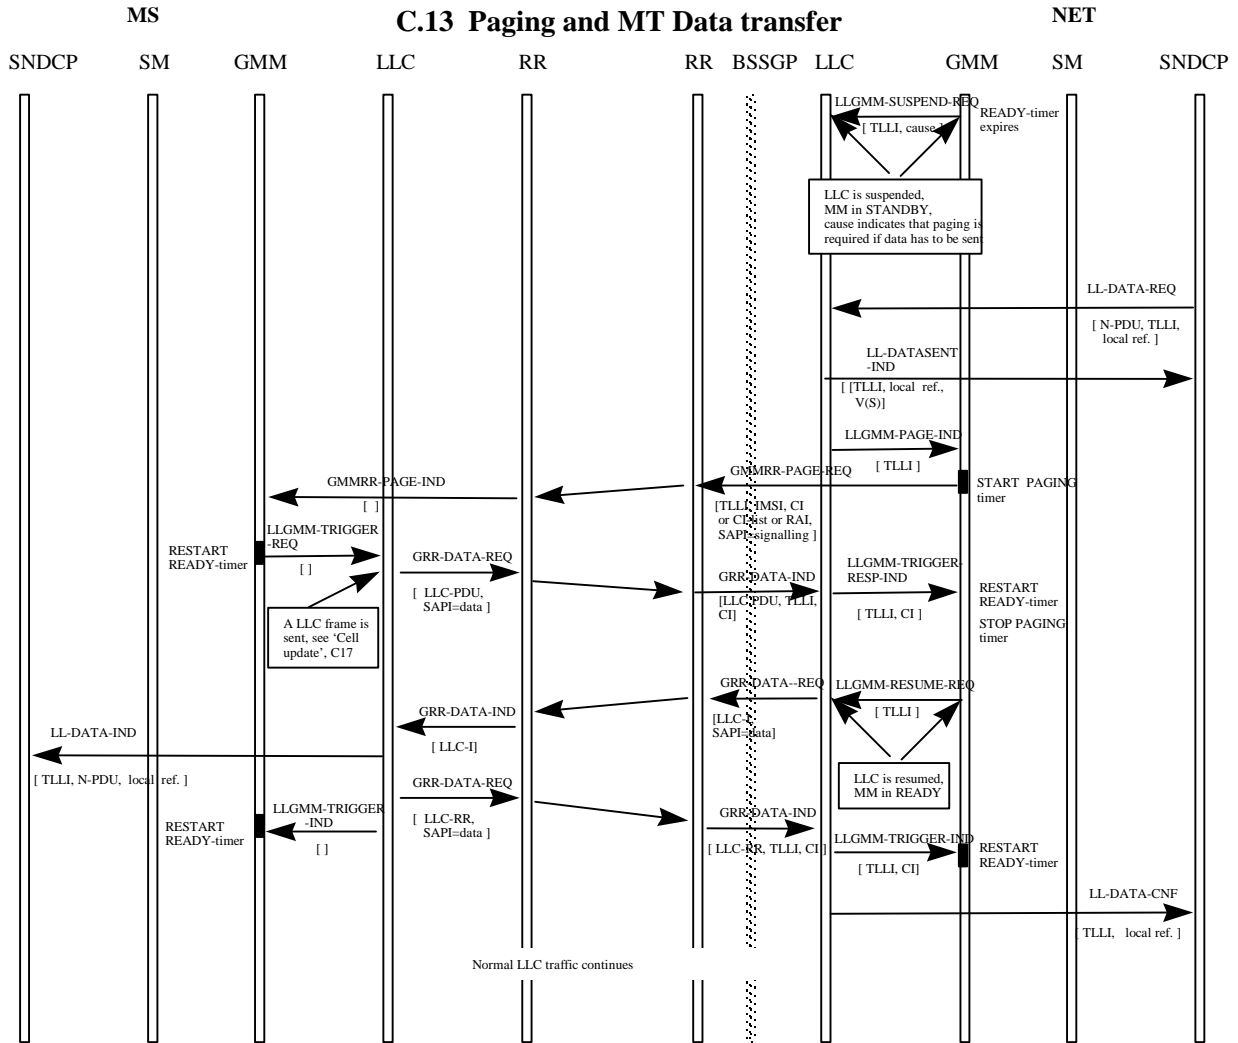 MS
C.13 Paging and MT Data transfer
NET
SNDCP SM GMM LLC RR RR BSSGP LLC GMM SM SNDCP
LLGMM-SUSPEND-REQ
[ TLLI, cause ]
READY-timer
expires
LLC is suspended,
MM in STANDBY,
cause indicates that paging is
required if data has to be sent
LL-DATA-REQ
[ N-PDU, TLLI,
local ref. ]
LL-DATASENT
-IND
[ [TLLI, local ref.,
V(S)]
LLGMM-PAGE-IND
[ TLLI ]
GMMRR-PAGE-REQ
START PAGING
timer
GMMRR-PAGE-IND
[ ]
[TLLI, IMSI, CI
or CI-list or RAI,
SAPI=signalling ]
LLGMM-TRIGGER
-REQ
[ ]
RESTART
READY-timer
GRR-DATA-REQ
[ LLC-PDU,
SAPI=data ]
GRR-DATA-IND
[LLC-PDU, TLLI,
CI]
LLGMM-TRIGGER-
RESP-IND
[ TLLI, CI ]
RESTART
READY-timer
STOP PAGING
timer
A LLC frame is
sent, see ‘Cell
update’, C17
GRR-DATA--REQ
[LLC-I,
SAPI=data]
LLGMM-RESUME-REQ
[ TLLI ]
GRR-DATA-IND
[ LLC-I]
LL-DATA-IND
[ TLLI, N-PDU, local ref. ]
LLC is resumed,
MM in READY
GRR-DATA-REQ
[ LLC-RR,
SAPI=data ]
LLGMM-TRIGGER
-IND
[ ]
RESTART
READY-timer
GRR-DATA-IND
[ LLC-RR, TLLI, CI ]
LLGMM-TRIGGER-IND
[ TLLI, CI]
RESTART
READY-timer
LL-DATA-CNF
[ TLLI, local ref. ]
Normal LLC traffic continues